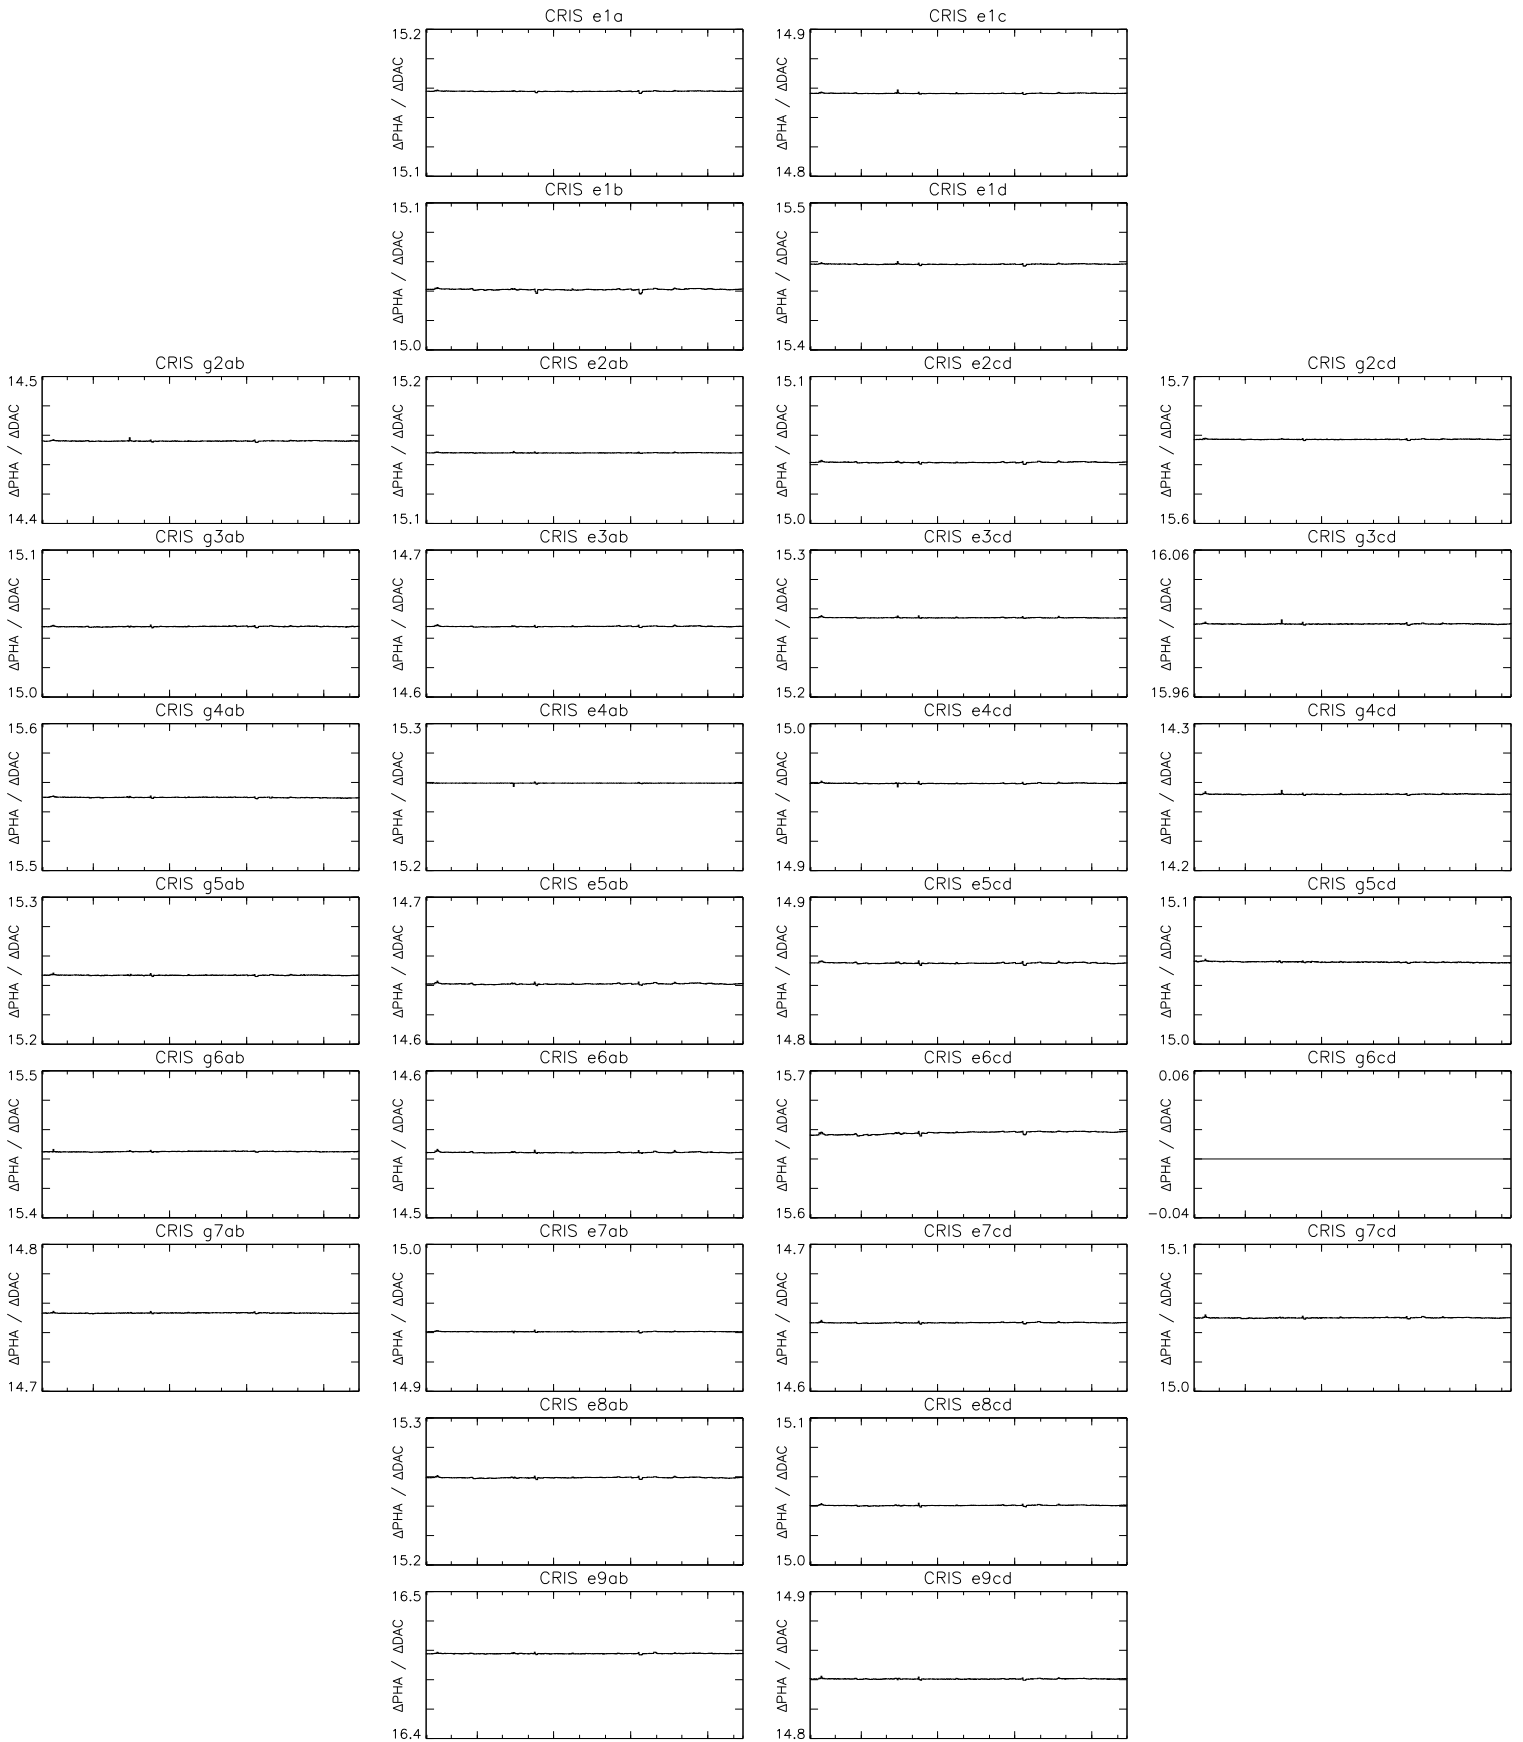 CRIS e1a
15.2
ΔPHA / ΔDAC
15.1
CRIS e1c
14.9
ΔPHA / ΔDAC
14.8
CRIS e1b
15.1
ΔPHA / ΔDAC
15.0
CRIS e1d
15.5
ΔPHA / ΔDAC
15.4
CRIS g2ab
14.5
ΔPHA / ΔDAC
14.4
CRIS e2ab
15.2
ΔPHA / ΔDAC
15.1
CRIS e2cd
15.1
ΔPHA / ΔDAC
15.0
CRIS g2cd
15.7
ΔPHA / ΔDAC
15.6
CRIS g3ab
15.1
ΔPHA / ΔDAC
15.0
CRIS e3ab
14.7
ΔPHA / ΔDAC
14.6
CRIS e3cd
15.3
ΔPHA / ΔDAC
15.2
CRIS g3cd
16.06
ΔPHA / ΔDAC
15.96
CRIS g4ab
15.6
ΔPHA / ΔDAC
15.5
CRIS e4ab
15.3
ΔPHA / ΔDAC
15.2
CRIS e4cd
15.0
ΔPHA / ΔDAC
14.9
CRIS g4cd
14.3
ΔPHA / ΔDAC
14.2
CRIS g5ab
15.3
ΔPHA / ΔDAC
15.2
CRIS e5ab
14.7
ΔPHA / ΔDAC
14.6
CRIS e5cd
14.9
ΔPHA / ΔDAC
14.8
CRIS g5cd
15.1
ΔPHA / ΔDAC
15.0
CRIS g6ab
15.5
ΔPHA / ΔDAC
15.4
CRIS e6ab
14.6
ΔPHA / ΔDAC
14.5
CRIS e6cd
15.7
ΔPHA / ΔDAC
15.6
CRIS g6cd
0.06
ΔPHA / ΔDAC
−0.04
CRIS g7ab
14.8
ΔPHA / ΔDAC
14.7
CRIS e7ab
15.0
ΔPHA / ΔDAC
14.9
CRIS e7cd
14.7
ΔPHA / ΔDAC
14.6
CRIS g7cd
15.1
ΔPHA / ΔDAC
15.0
CRIS e8ab
15.3
ΔPHA / ΔDAC
15.2
CRIS e8cd
15.1
ΔPHA / ΔDAC
15.0
CRIS e9ab
16.5
ΔPHA / ΔDAC
16.4
CRIS e9cd
14.9
ΔPHA / ΔDAC
14.8